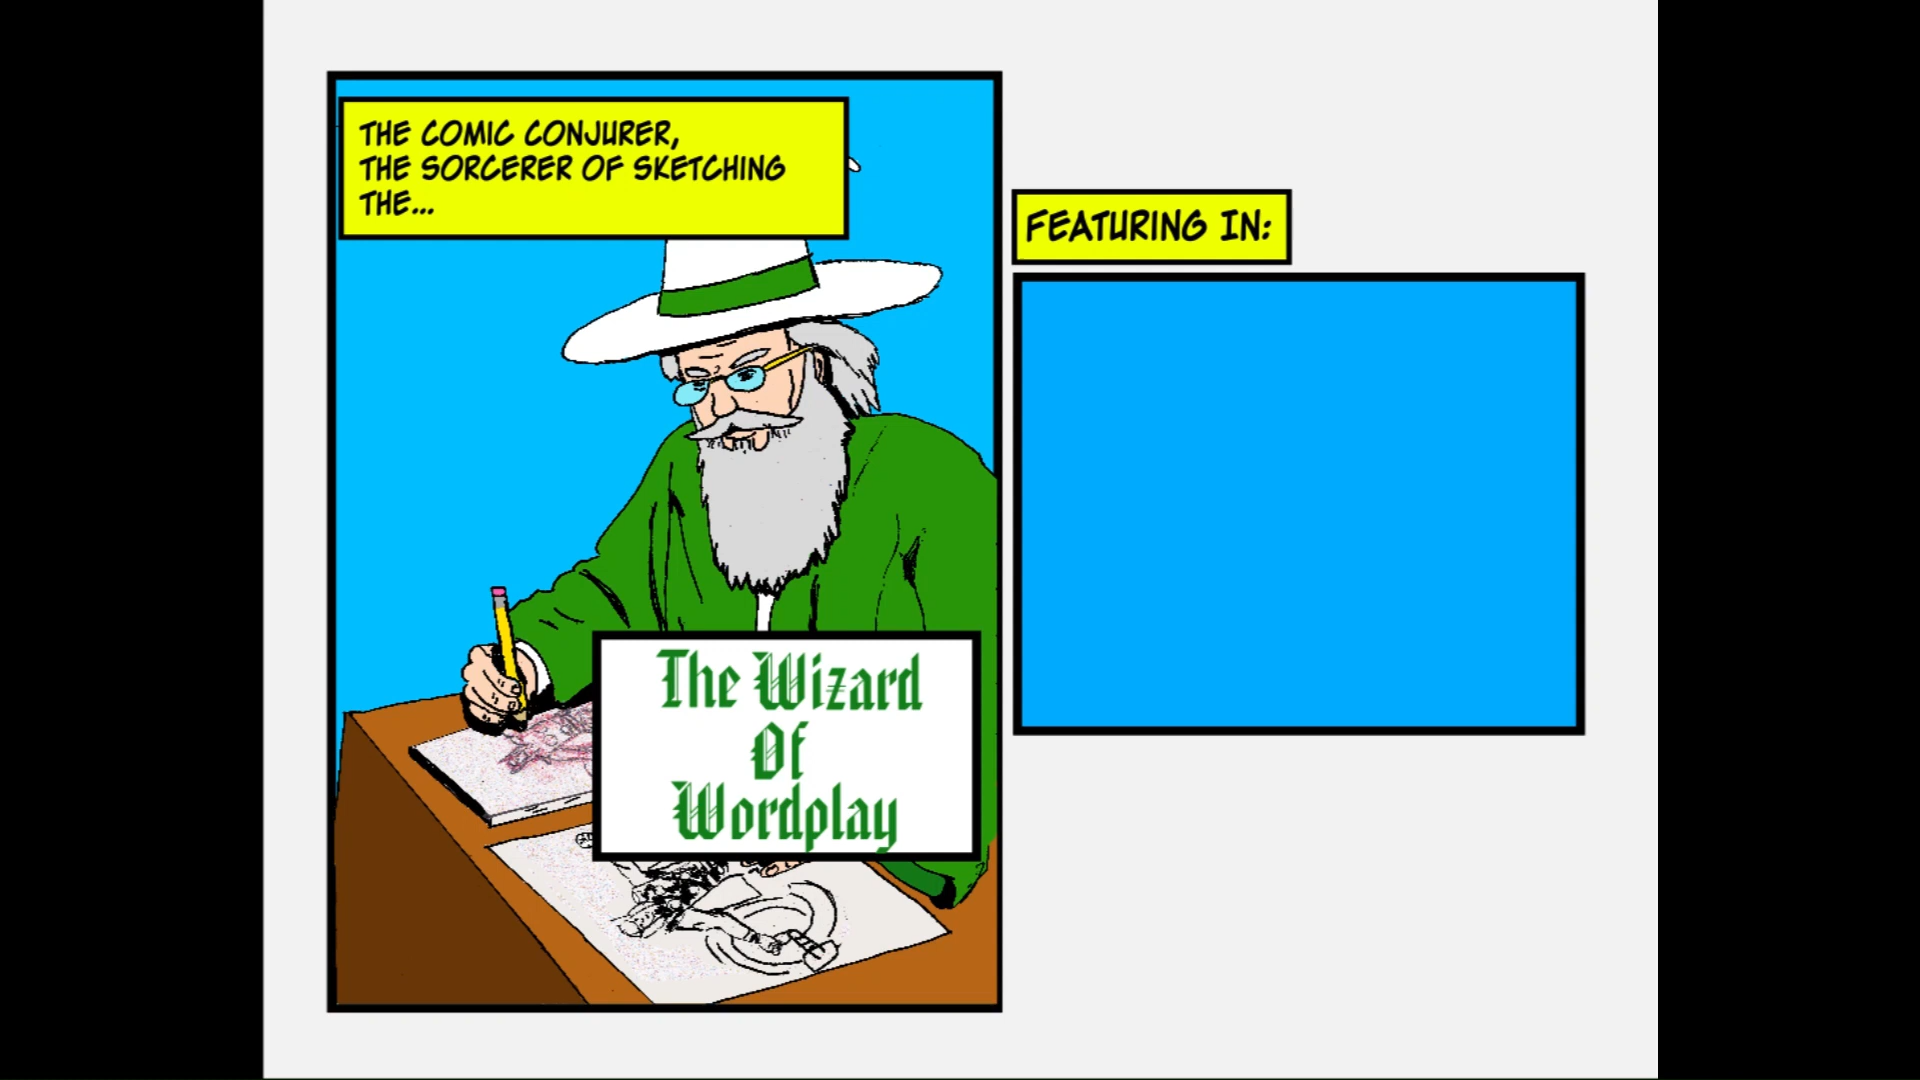 THE COMIC CONJURER,
THE SORCERER OF SKETCHING
THE...
The Wizard
Of
Wordplay
FEATURING IN: